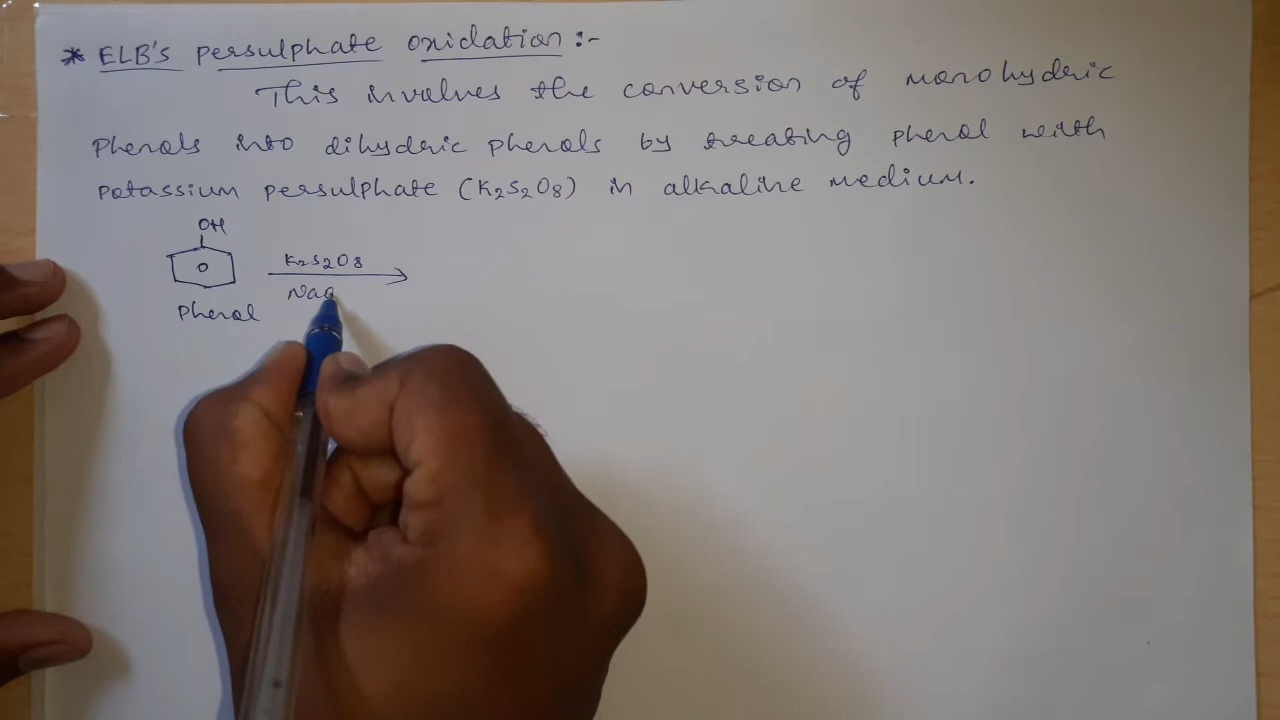 * ELB's persulphate oxidation :-
This involves the conversion of monohydric
Phenols into dihydric phenols by treating phenol with
Potassium persulphate (K₂S₂O₈) in alkaline medium.
OH
K₂S₂O₈
NaO
Phenol